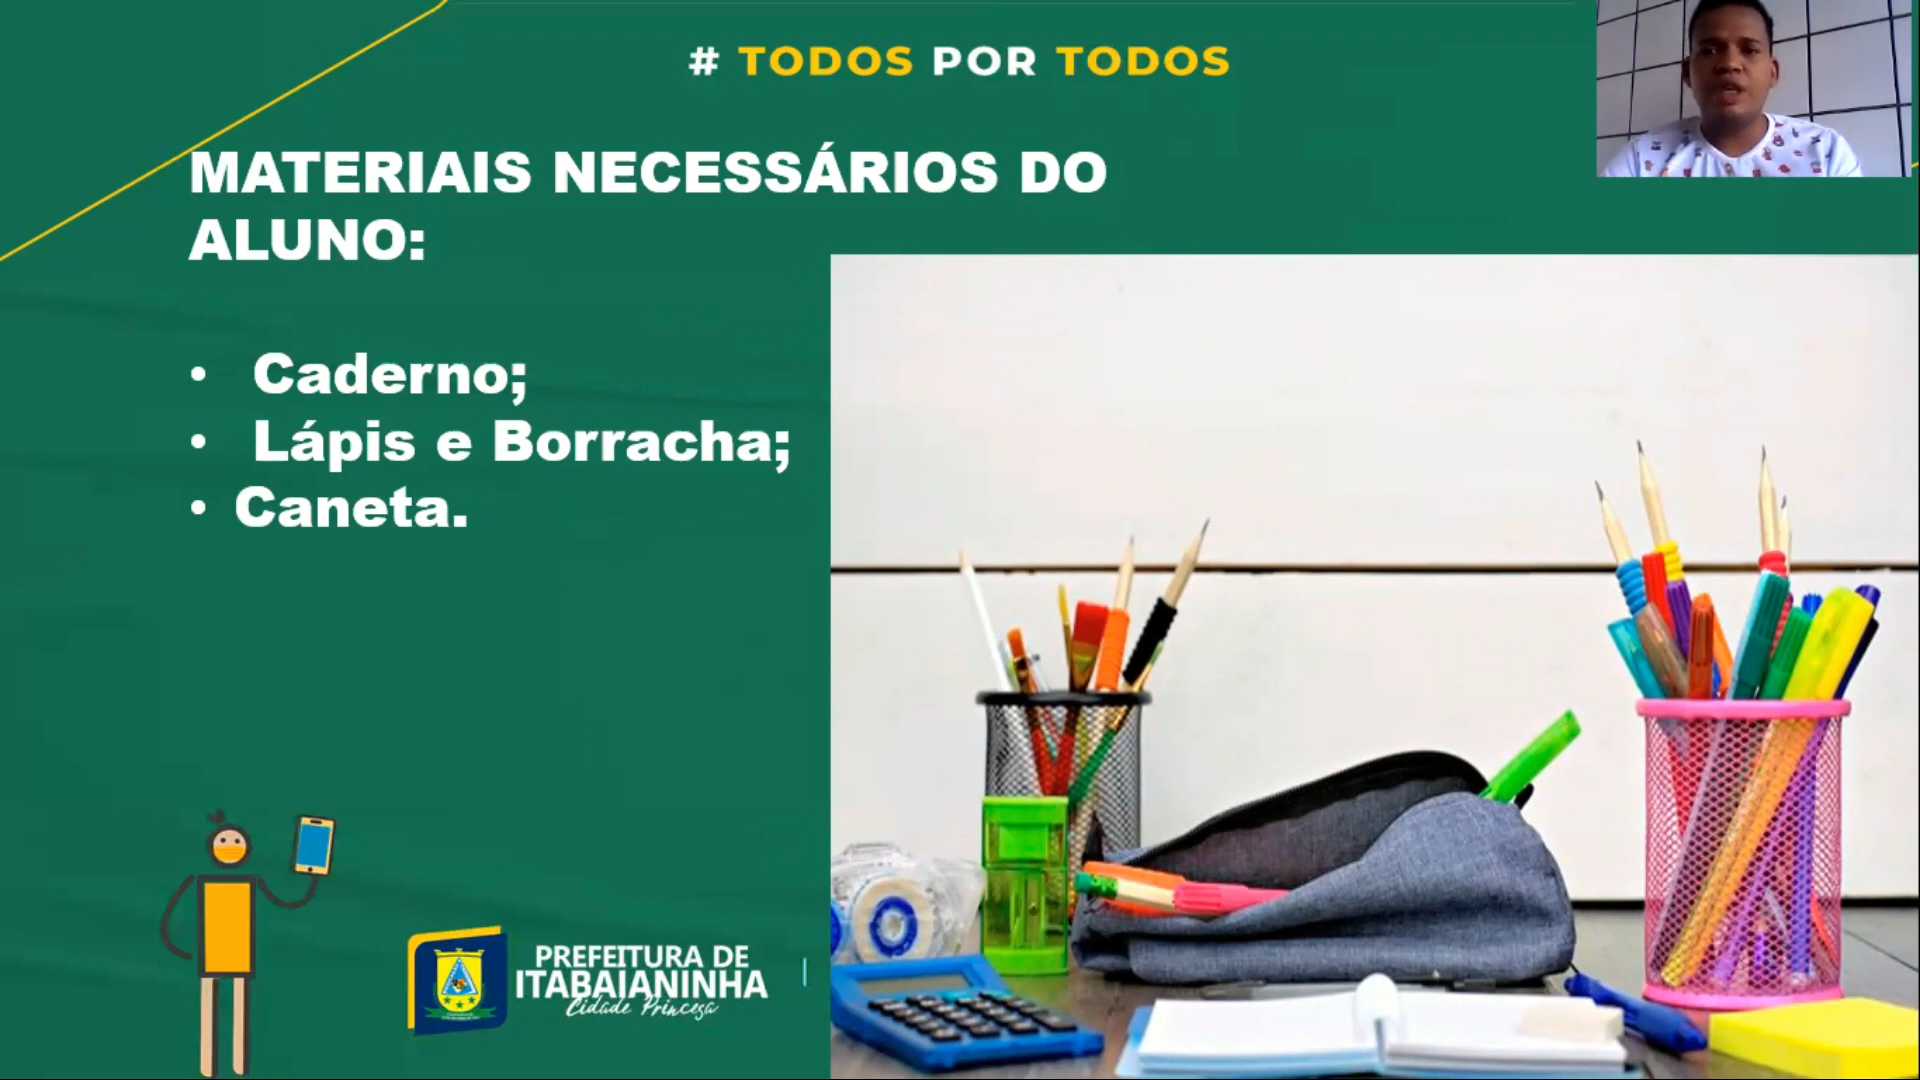 # TODOS POR TODOS
MATERIAIS NECESSÁRIOS DO
ALUNO:
• Caderno;
• Lápis e Borracha;
• Caneta.
PREFEITURA DE
ITABAIANINHA
Cidade Princesa